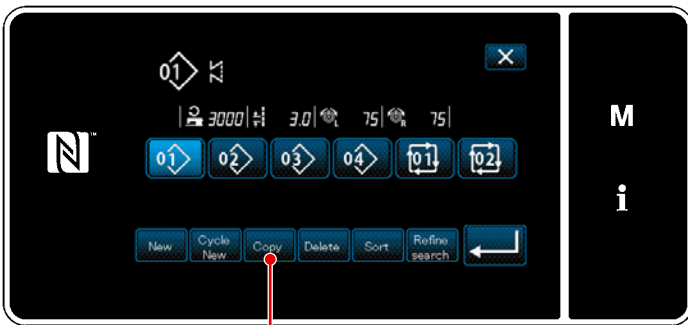 01
3000 3.0 L 75 R 75
M
01 02 03 04 01 02
N™
i
New Cycle New Copy Delete Sort Refine search